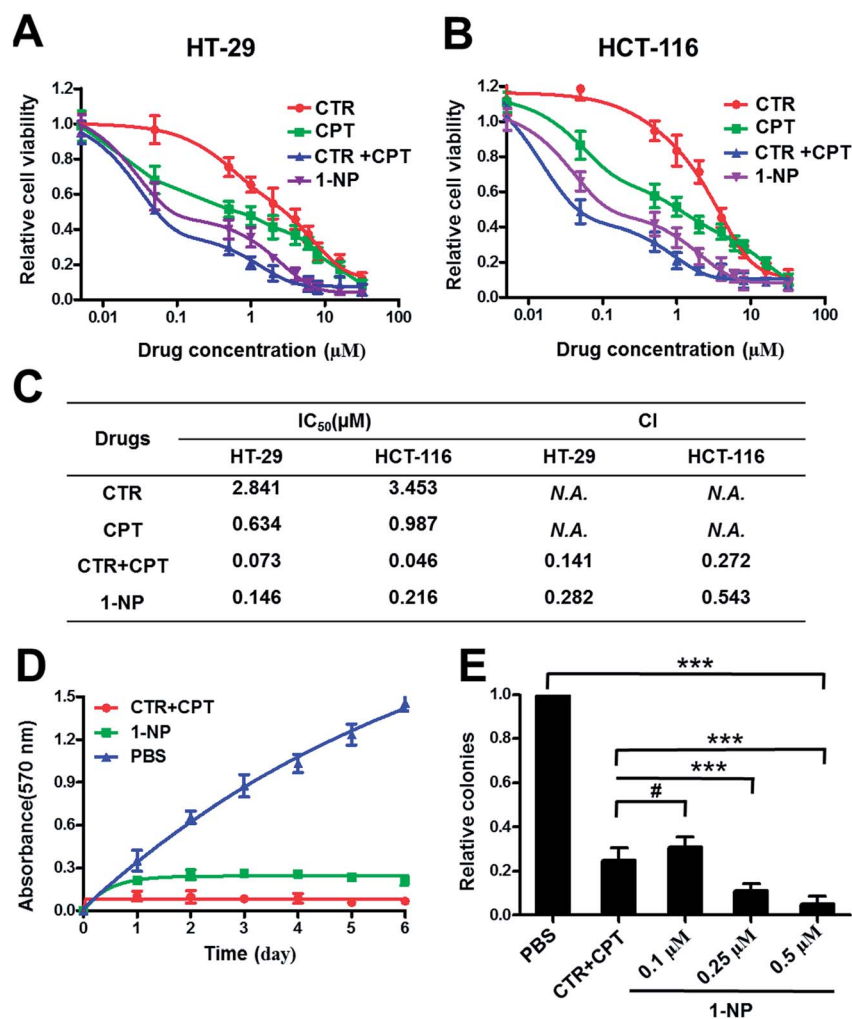 A
HT-29
Relative cell viability
1.2
1.0
0.8
0.6
0.4
0.2
0.0
CTR
CPT
CTR +CPT
1-NP
0.01 0.1 1 10 100
Drug concentration (μM)
B
HCT-116
Relative cell viability
1.2
1.0
0.8
0.6
0.4
0.2
0.0
CTR
CPT
CTR +CPT
1-NP
0.01 0.1 1 10 100
Drug concentration (μM)
C
Drugs IC50(μM) CI
HT-29 HCT-116 HT-29 HCT-116
CTR 2.841 3.453 N.A. N.A.
CPT 0.634 0.987 N.A. N.A.
CTR+CPT 0.073 0.046 0.141 0.272
1-NP 0.146 0.216 0.282 0.543
D
Absorbance(570 nm)
1.5
1.2
0.9
0.6
0.3
0.0
CTR+CPT
1-NP
PBS
0 1 2 3 4 5 6
Time (day)
E
Relative colonies
1.0
0.8
0.6
0.4
0.2
0.0
***
***
***
#
PBS CTR+CPT 0.1 μM 0.25 μM 0.5 μM
1-NP